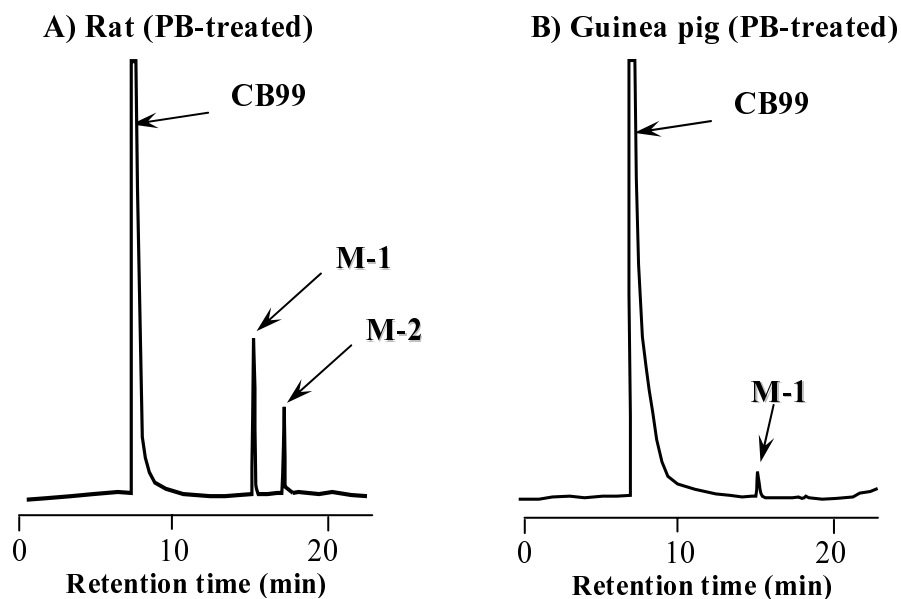 A) Rat (PB-treated)
CB99
M-1
M-2
0 10 20
Retention time (min)
B) Guinea pig (PB-treated)
CB99
M-1
0 10 20
Retention time (min)